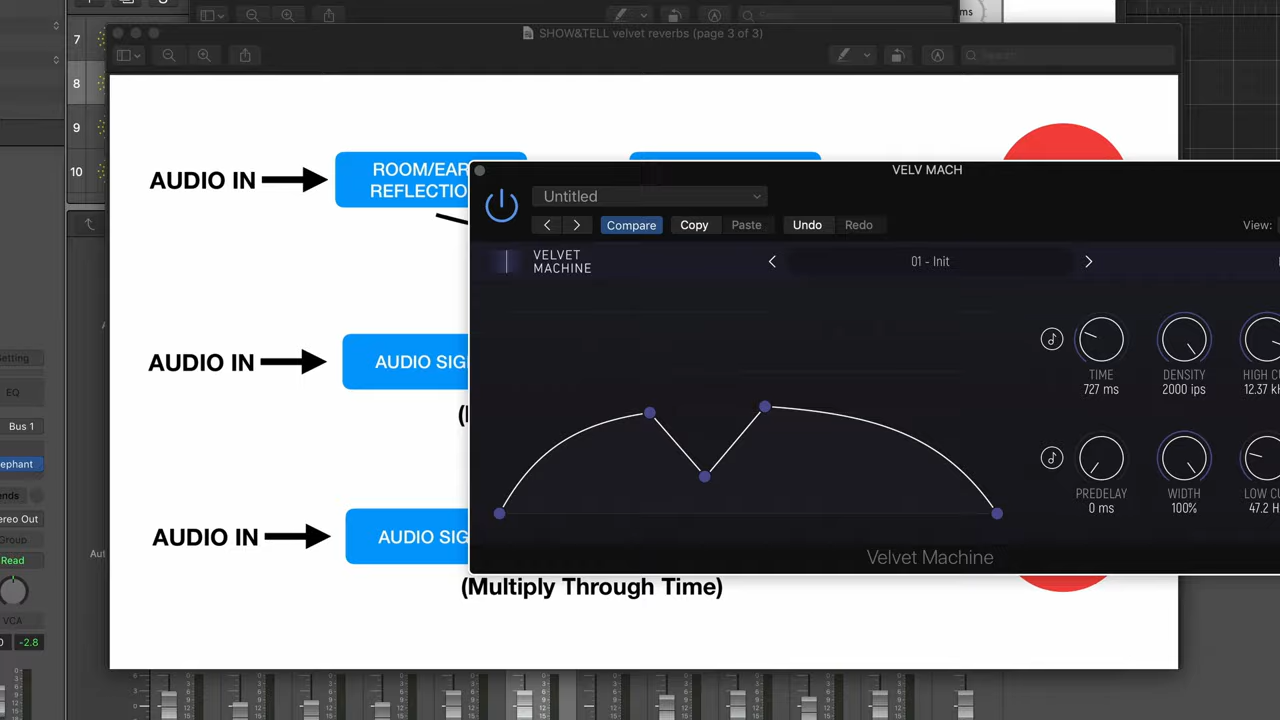 ms
SHOW&TELL velvet reverbs (page 3 of 3)
Search
7
8
9
10
AUDIO IN
ROOM/EAR
REFLECTIO
AUDIO IN
AUDIO SIG
AUDIO IN
AUDIO SIG
(Multiply Through Time)
VELV MACH
Untitled
Compare
Copy
Paste
Undo
Redo
View:
VELVET
MACHINE
01 - Init
TIME
727 ms
DENSITY
2000 ips
HIGH CU
12.37 kH
PREDELAY
0 ms
WIDTH
100%
LOW CU
47.2 H
Velvet Machine
Setting
EQ
Bus 1
ephant
ends
ereo Out
Group
Read
Aut
VCA
0
-2.8